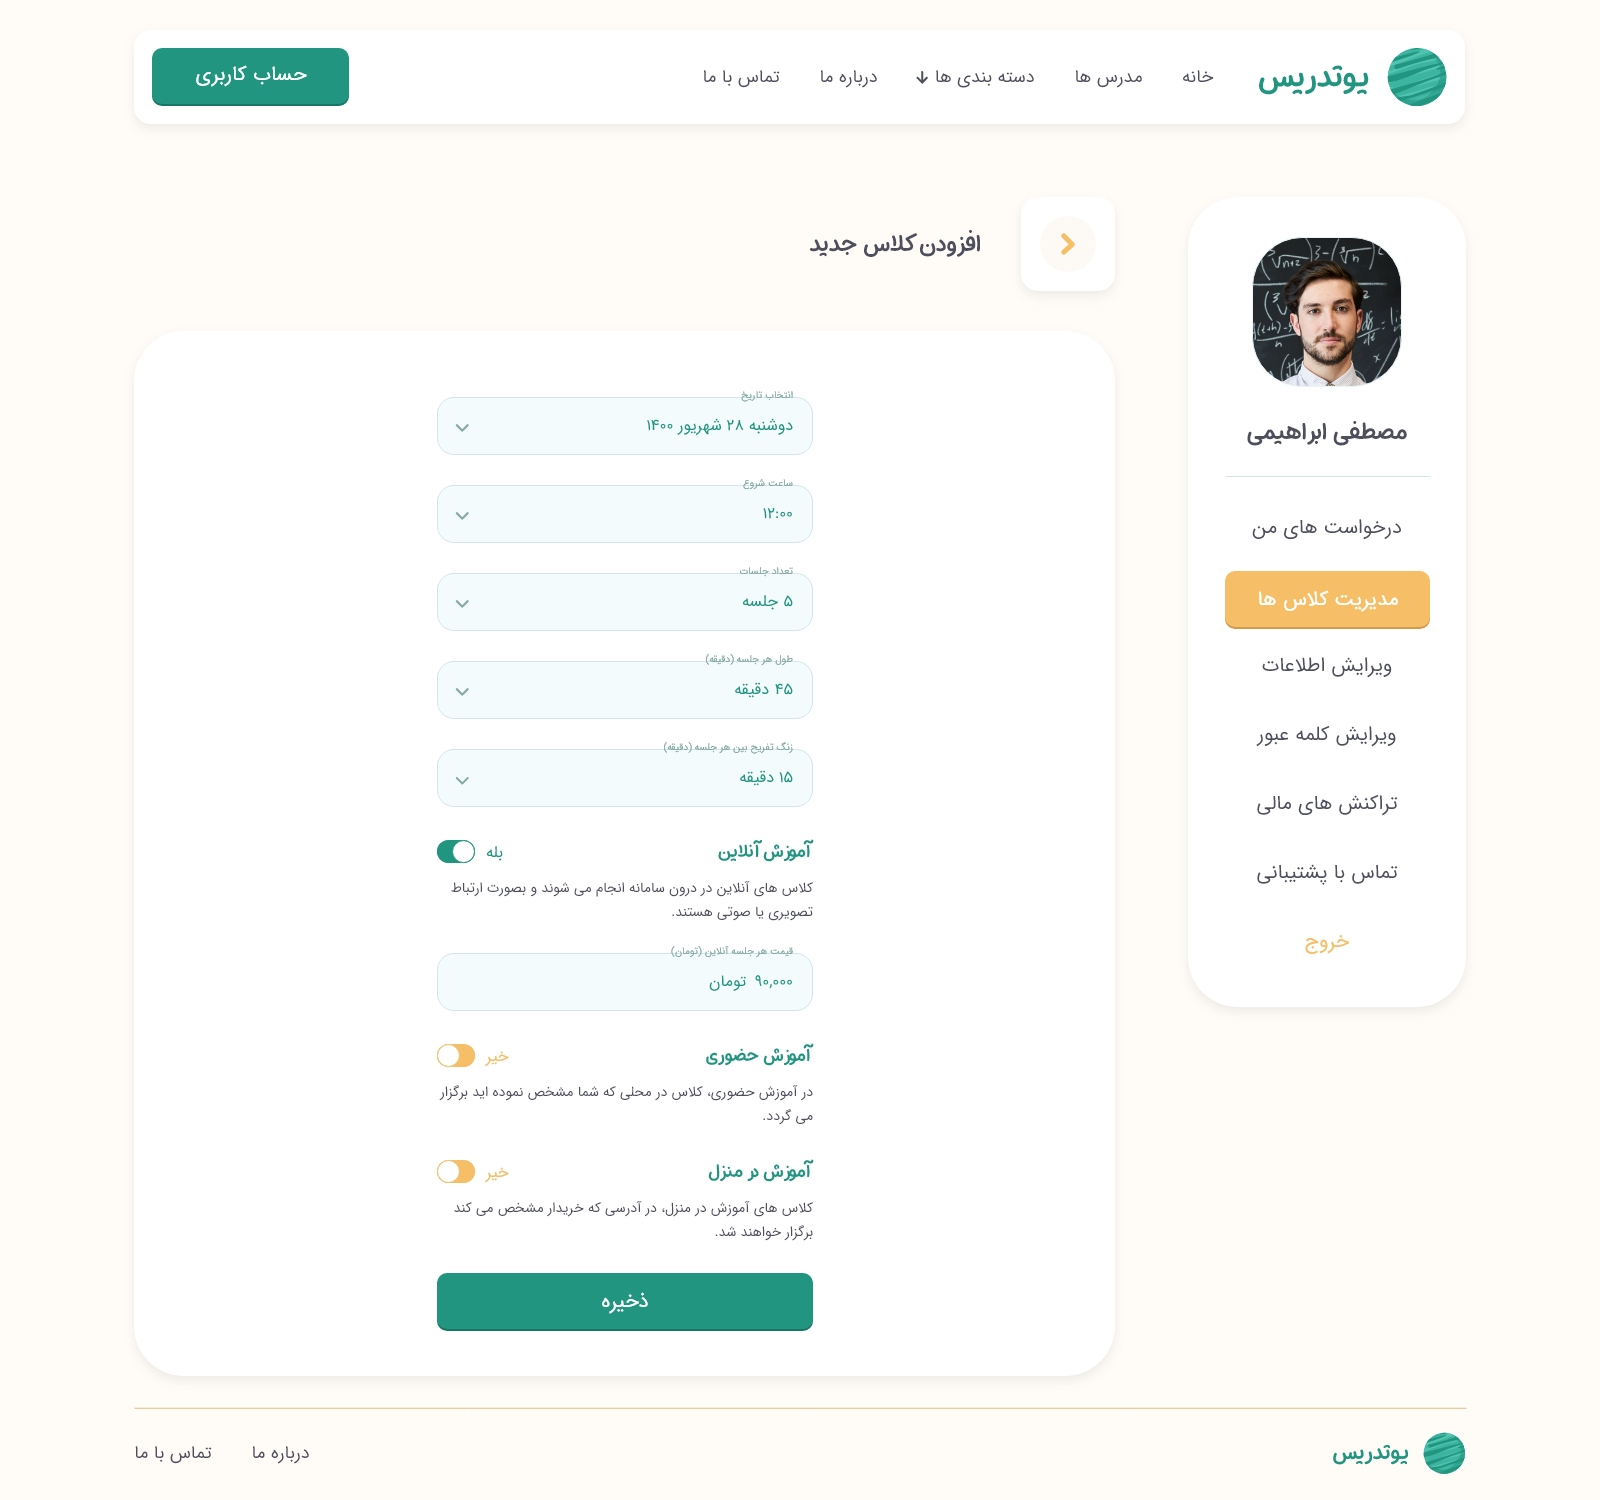 یوتدریس
خانه
مدرس ها
دسته بندی ها
درباره ما
تماس با ما
حساب کاربری
مصطفی ابراهیمی
درخواست های من
مدیریت کلاس ها
ویرایش اطلاعات
ویرایش کلمه عبور
تراکنش های مالی
تماس با پشتیبانی
خروج
افزودن کلاس جدید
انتخاب تاریخ
دوشنبه ۲۸ شهریور ۱۴۰۰
ساعت شروع
۱۲:۰۰
تعداد جلسات
۵ جلسه
طول هر جلسه (دقیقه)
۴۵ دقیقه
زنگ تفریح بین هر جلسه (دقیقه)
۱۵ دقیقه
آموزش آنلاین
بله
کلاس های آنلاین در درون سامانه انجام می شوند و بصورت ارتباط
تصویری یا صوتی هستند.
قیمت هر جلسه آنلاین (تومان)
۹۰,۰۰۰ تومان
آموزش حضوری
خیر
در آموزش حضوری، کلاس در محلی که شما مشخص نموده اید برگزار
می گردد.
آموزش در منزل
خیر
کلاس های آموزش در منزل، در آدرسی که خریدار مشخص می کند
برگزار خواهند شد.
ذخیره
یوتدریس
درباره ما
تماس با ما